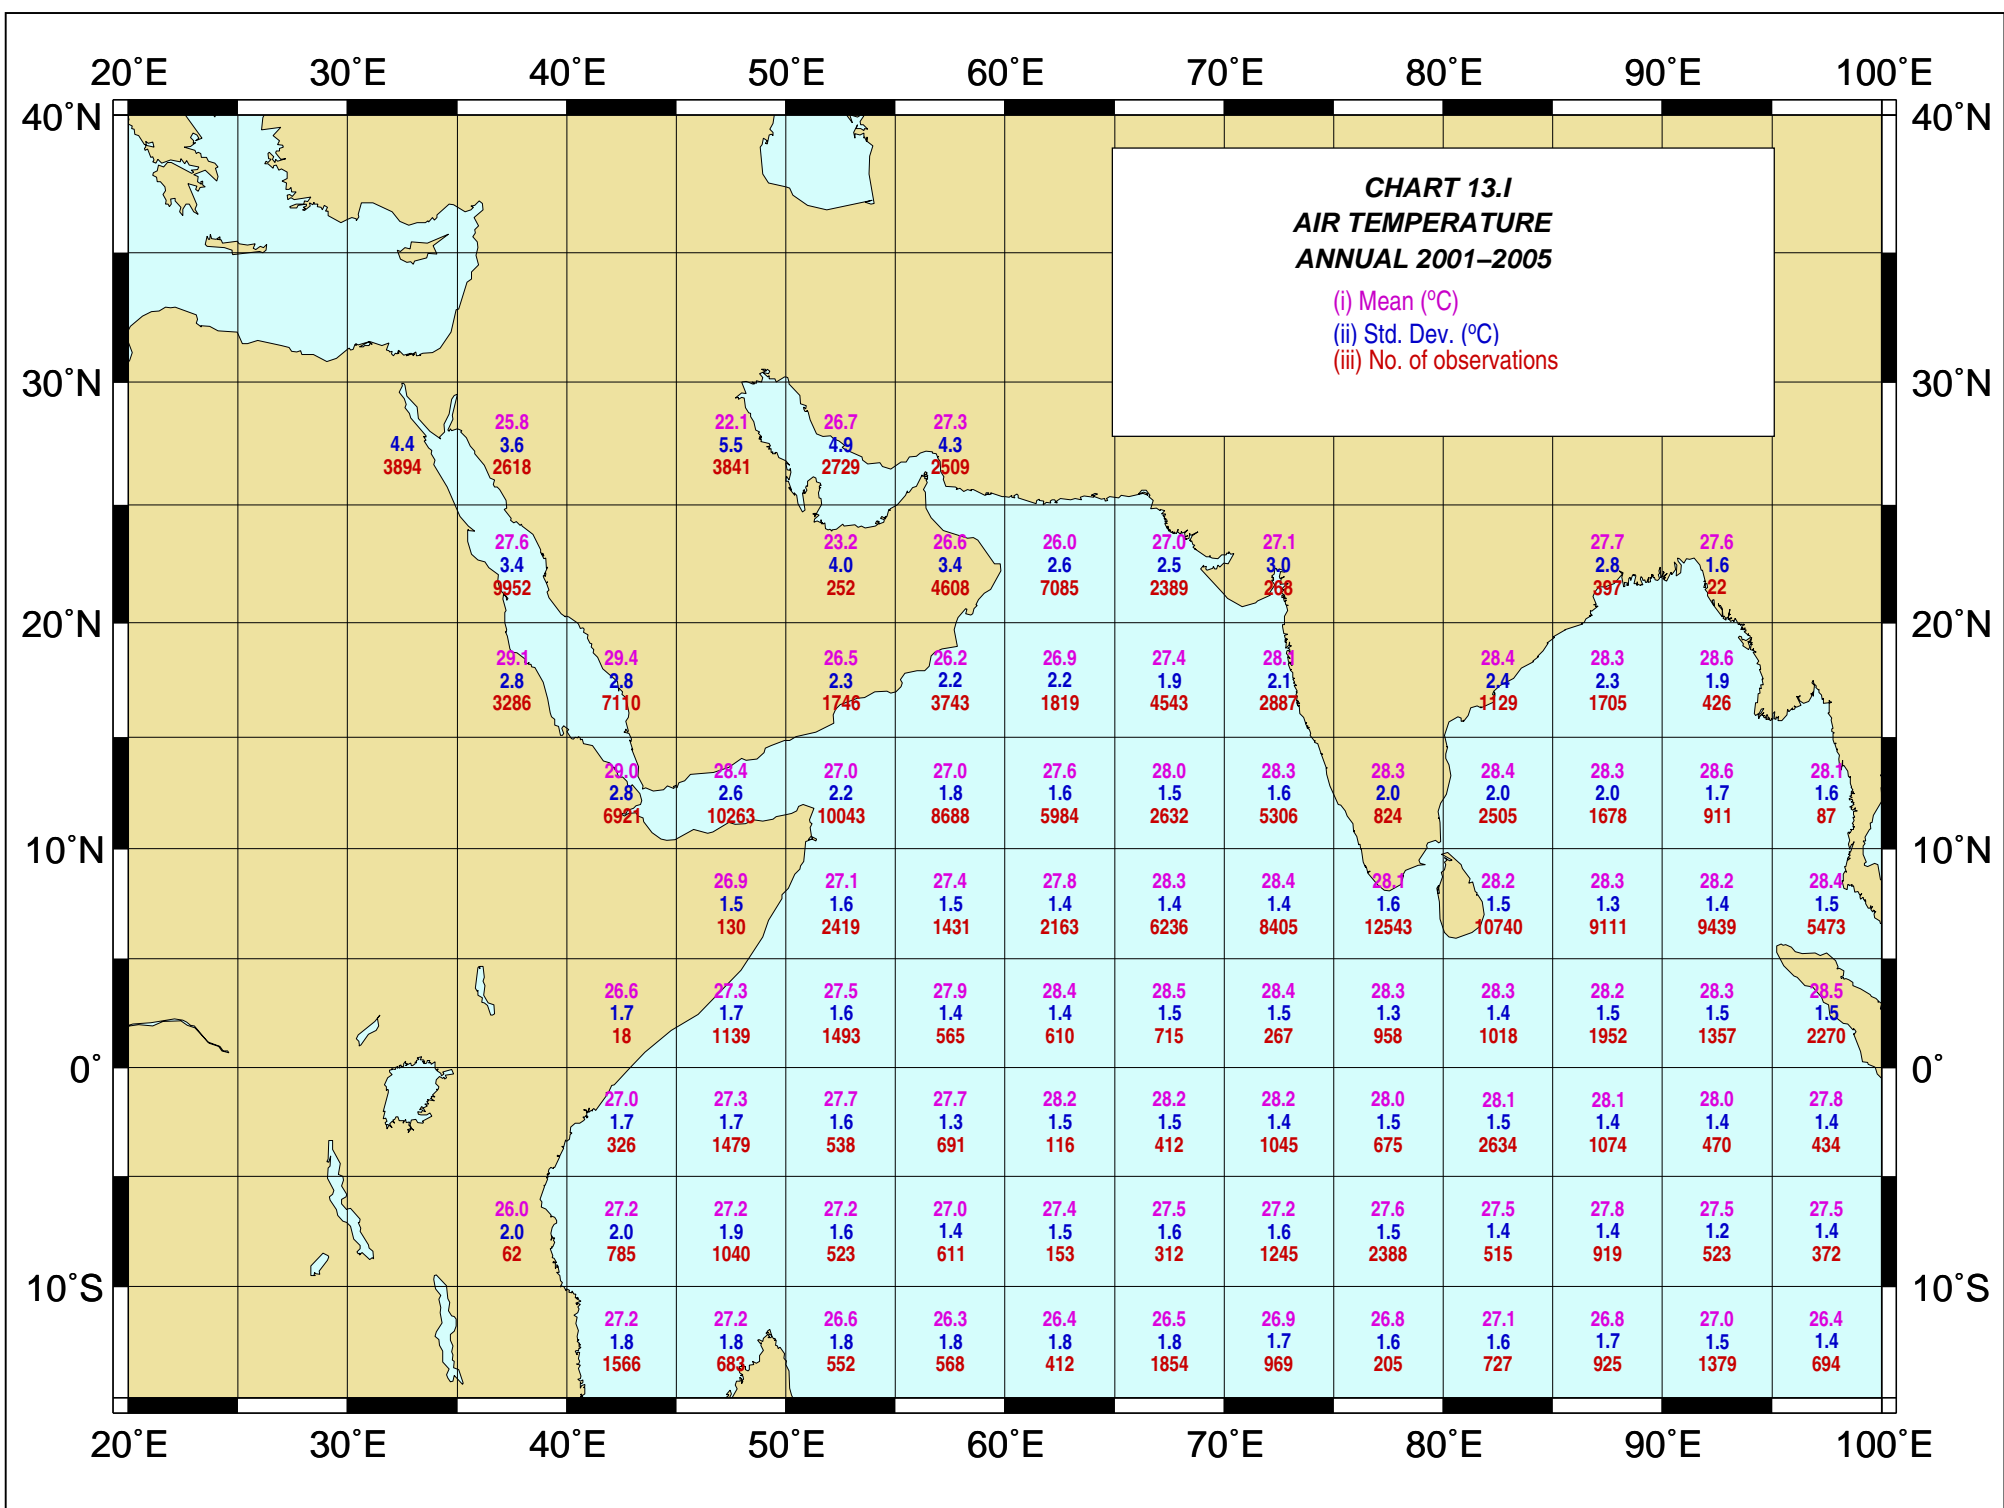 20°E 30°E 40°E 50°E 60°E 70°E 80°E 90°E 100°E
40°N 40°N
CHART 13.I
AIR TEMPERATURE
ANNUAL 2001–2005
(i) Mean (ºC)
(ii) Std. Dev. (ºC)
(iii) No. of observations
30°N 30°N
25.8 22.1 26.7 27.3
4.4 3.6 5.5 4.9 4.3
3894 2618 3841 2729 2509
27.6 23.2 26.6 26.0 27.0 27.1 27.7 27.6
3.4 4.0 3.4 2.6 2.5 3.0 2.8 1.6
9952 252 4608 7085 2389 268 397 22
20°N 20°N
29.1 29.4 26.5 26.2 26.9 27.4 28.1 28.4 28.3 28.6
2.8 2.8 2.3 2.2 2.2 1.9 2.1 2.4 2.3 1.9
3286 7110 1746 3743 1819 4543 2887 1129 1705 426
29.0 28.4 27.0 27.0 27.6 28.0 28.3 28.3 28.4 28.3 28.6 28.1
2.8 2.6 2.2 1.8 1.6 1.5 1.6 2.0 2.0 2.0 1.7 1.6
6921 10263 10043 8688 5984 2632 5306 824 2505 1678 911 87
10°N 10°N
26.9 27.1 27.4 27.8 28.3 28.4 28.1 28.2 28.3 28.2 28.4
1.5 1.6 1.5 1.4 1.4 1.4 1.6 1.5 1.3 1.4 1.5
130 2419 1431 2163 6236 8405 12543 10740 9111 9439 5473
26.6 27.3 27.5 27.9 28.4 28.5 28.4 28.3 28.3 28.2 28.3 28.5
1.7 1.7 1.6 1.4 1.4 1.5 1.5 1.3 1.4 1.5 1.5 1.5
18 1139 1493 565 610 715 267 958 1018 1952 1357 2270
0° 0°
27.0 27.3 27.7 27.7 28.2 28.2 28.2 28.0 28.1 28.1 28.0 27.8
1.7 1.7 1.6 1.3 1.5 1.5 1.4 1.5 1.5 1.4 1.4 1.4
326 1479 538 691 116 412 1045 675 2634 1074 470 434
26.0 27.2 27.2 27.2 27.0 27.4 27.5 27.2 27.6 27.5 27.8 27.5 27.5
2.0 2.0 1.9 1.6 1.4 1.5 1.6 1.6 1.5 1.4 1.4 1.2 1.4
62 785 1040 523 611 153 312 1245 2388 515 919 523 372
10°S 10°S
27.2 27.2 26.6 26.3 26.4 26.5 26.9 26.8 27.1 26.8 27.0 26.4
1.8 1.8 1.8 1.8 1.8 1.8 1.7 1.6 1.6 1.7 1.5 1.4
1566 683 552 568 412 1854 969 205 727 925 1379 694
20°E 30°E 40°E 50°E 60°E 70°E 80°E 90°E 100°E